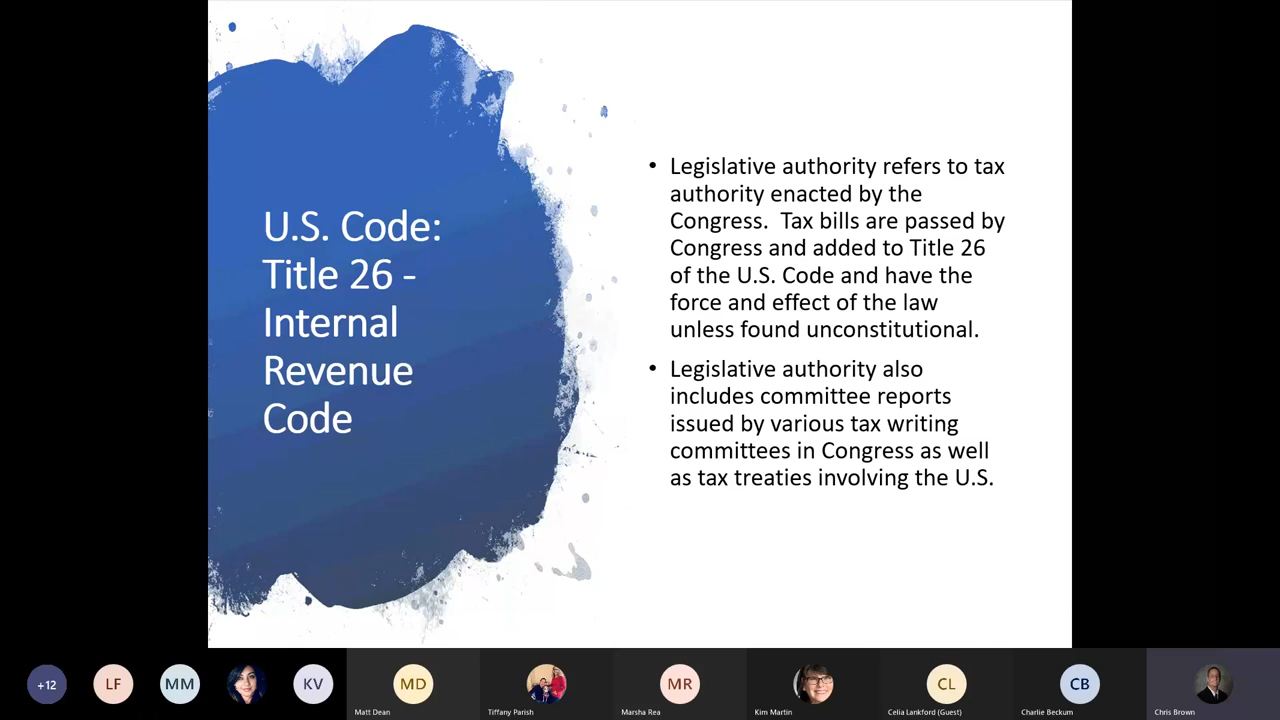 U.S. Code:
Title 26 -
Internal
Revenue
Code
• Legislative authority refers to tax
authority enacted by the
Congress.  Tax bills are passed by
Congress and added to Title 26
of the U.S. Code and have the
force and effect of the law
unless found unconstitutional.
• Legislative authority also
includes committee reports
issued by various tax writing
committees in Congress as well
as tax treaties involving the U.S.
+12
LF
MM
KV
MD
MR
CL
CB
Matt Dean
Tiffany Parish
Marsha Rea
Kim Martin
Celia Lankford (Guest)
Charlie Beckum
Chris Brown